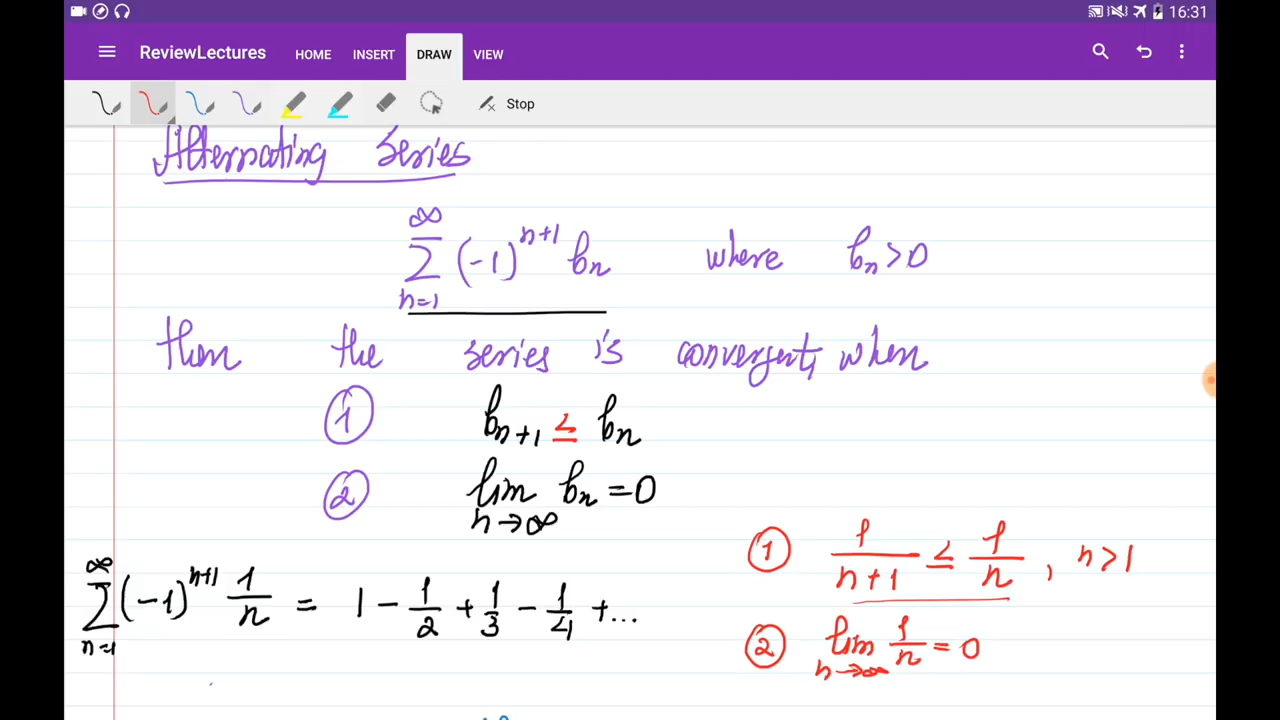 16:31
ReviewLectures HOME INSERT DRAW VIEW
Stop
Alternating Series
∞
∑ (-1)^{n+1} bₙ where bₙ > 0
n=1
then the series is convergent, when
① bₙ₊₁ ≤ bₙ
② lim bₙ = 0
n→∞
① 1/(n+1) ≤ 1/n , n>1
∞
∑ (-1)^{n+1} 1/n = 1 - 1/2 + 1/3 - 1/4 + ...
n=1
② lim 1/n = 0
n→∞